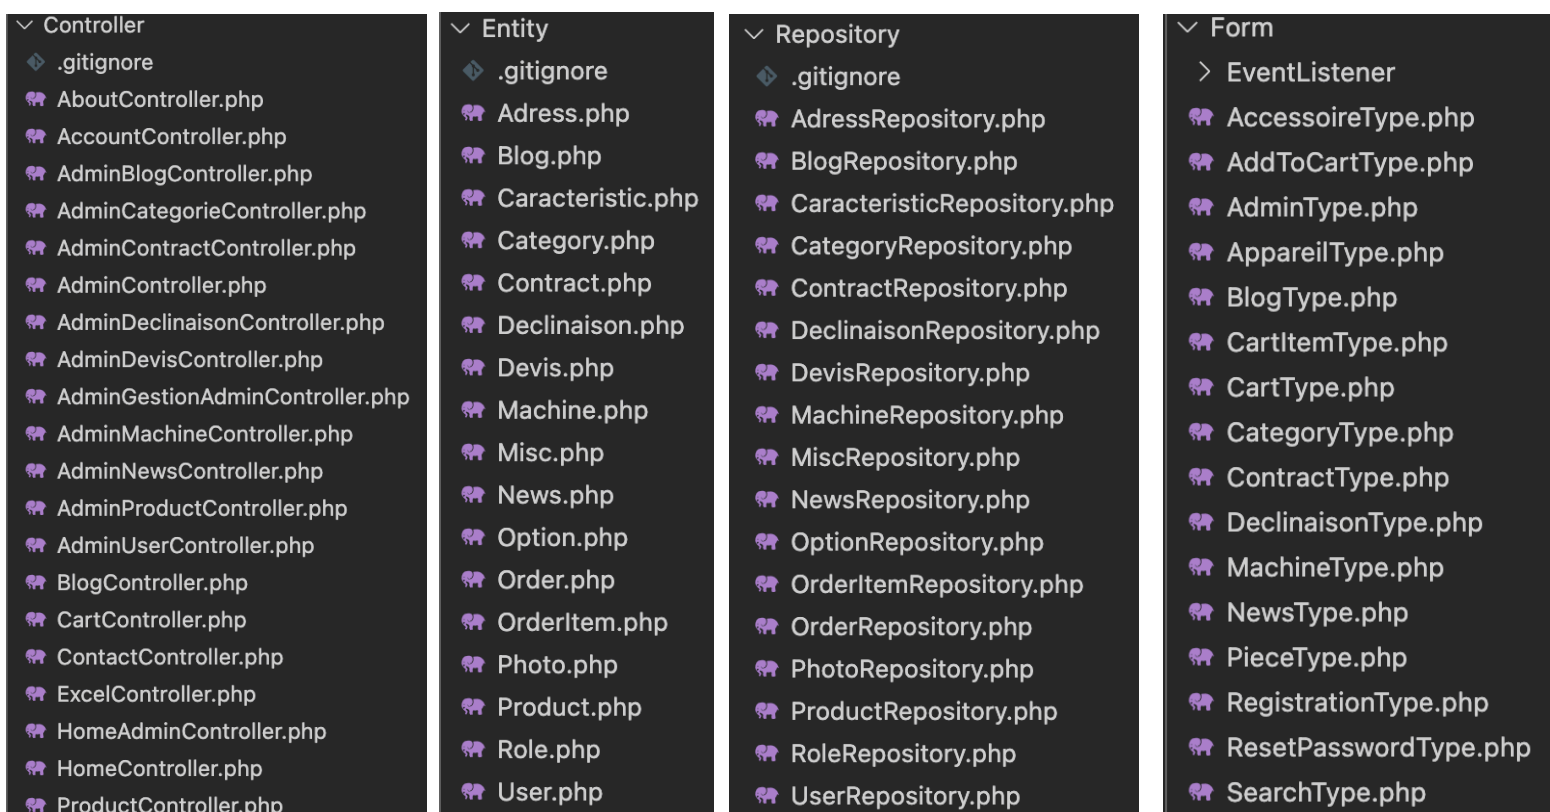 Controller
.gitignore
AboutController.php
AccountController.php
AdminBlogController.php
AdminCategorieController.php
AdminContractController.php
AdminController.php
AdminDeclinaisonController.php
AdminDevisController.php
AdminGestionAdminController.php
AdminMachineController.php
AdminNewsController.php
AdminProductController.php
AdminUserController.php
BlogController.php
CartController.php
ContactController.php
ExcelController.php
HomeAdminController.php
HomeController.php
ProductController.php
Entity
.gitignore
Adress.php
Blog.php
Caracteristic.php
Category.php
Contract.php
Declinaison.php
Devis.php
Machine.php
Misc.php
News.php
Option.php
Order.php
OrderItem.php
Photo.php
Product.php
Role.php
User.php
Repository
.gitignore
AdressRepository.php
BlogRepository.php
CaracteristicRepository.php
CategoryRepository.php
ContractRepository.php
DeclinaisonRepository.php
DevisRepository.php
MachineRepository.php
MiscRepository.php
NewsRepository.php
OptionRepository.php
OrderItemRepository.php
OrderRepository.php
PhotoRepository.php
ProductRepository.php
RoleRepository.php
UserRepository.php
Form
EventListener
AccessoireType.php
AddToCartType.php
AdminType.php
AppareilType.php
BlogType.php
CartItemType.php
CartType.php
CategoryType.php
ContractType.php
DeclinaisonType.php
MachineType.php
NewsType.php
PieceType.php
RegistrationType.php
ResetPasswordType.php
SearchType.php